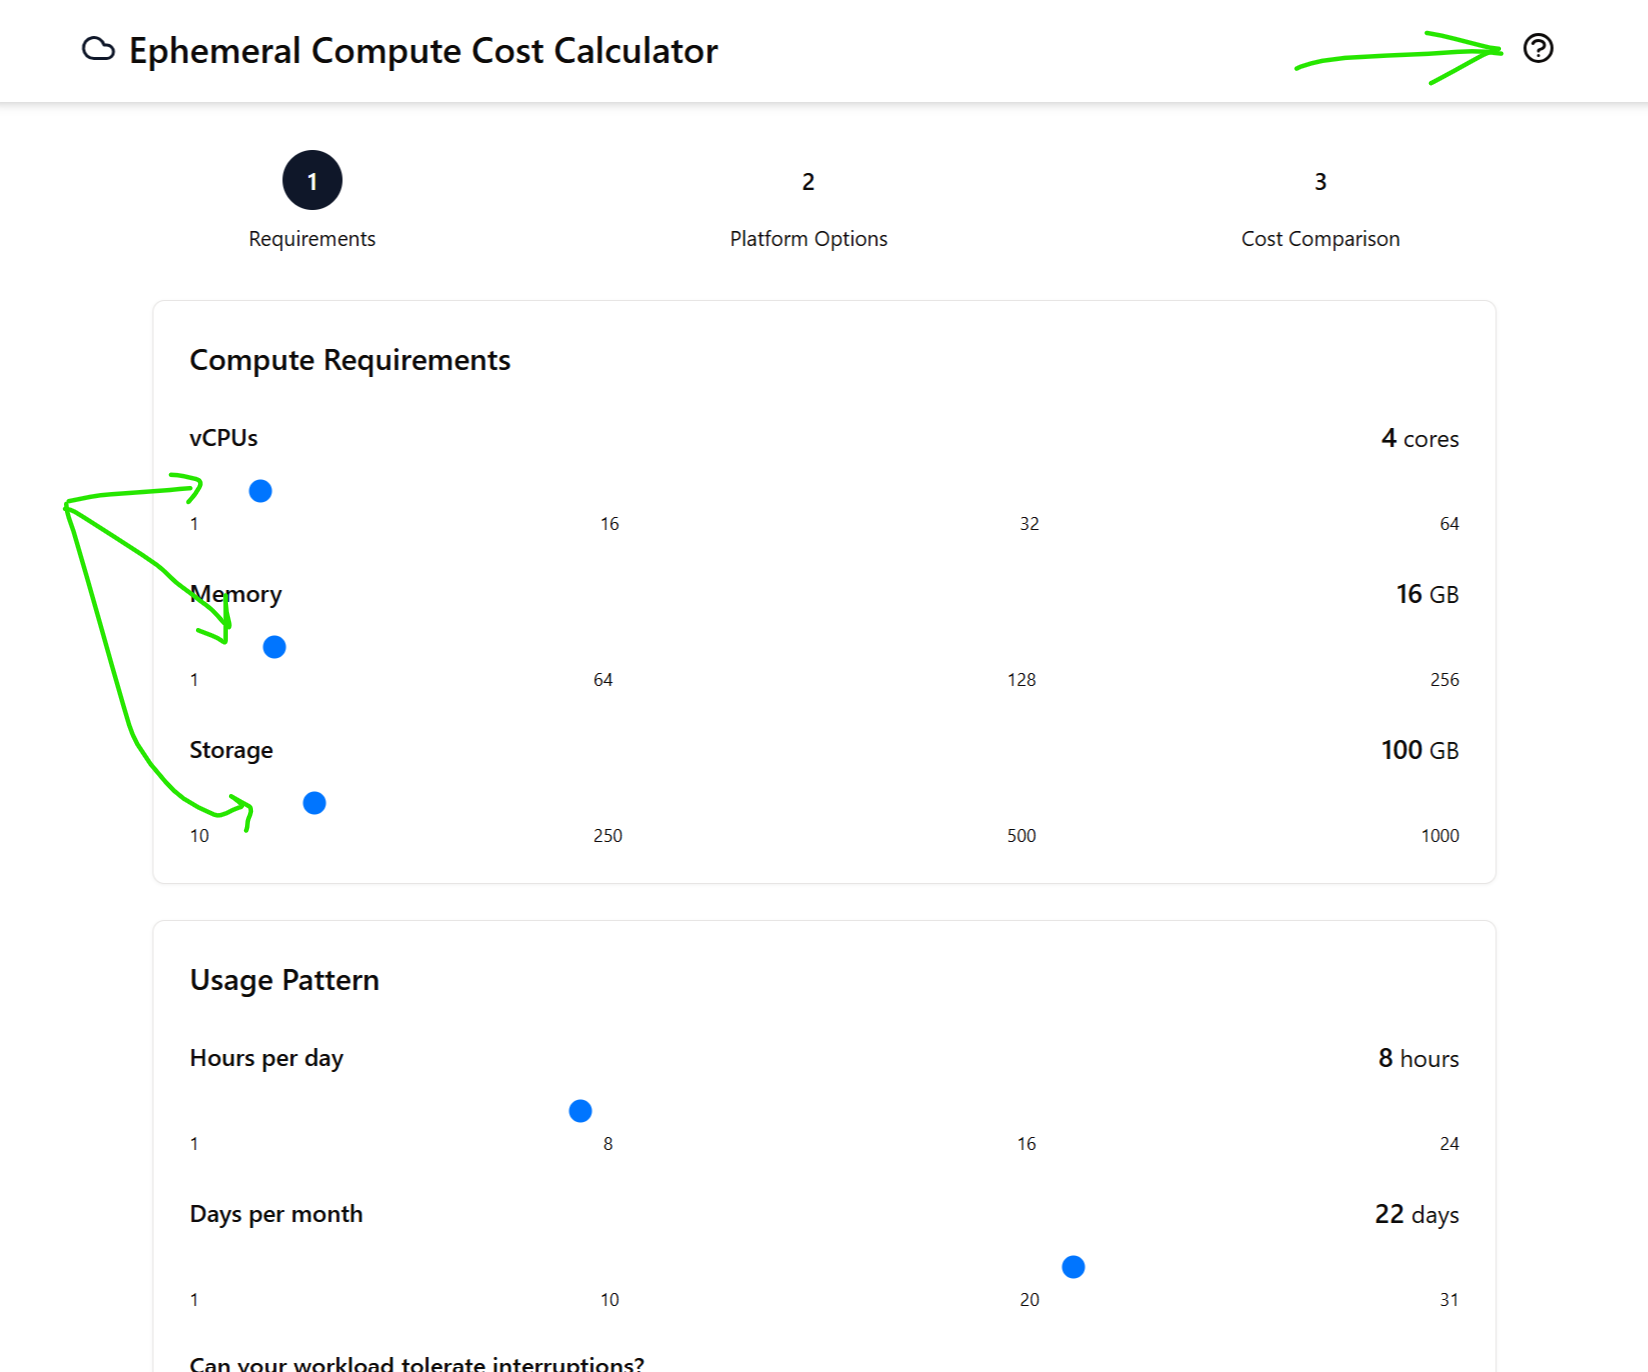 Ephemeral Compute Cost Calculator
1 2 3
Requirements Platform Options Cost Comparison
Compute Requirements
vCPUs 4 cores
1 16 32 64
Memory 16 GB
1 64 128 256
Storage 100 GB
10 250 500 1000
Usage Pattern
Hours per day 8 hours
1 8 16 24
Days per month 22 days
1 10 20 31
Can your workload tolerate interruptions?